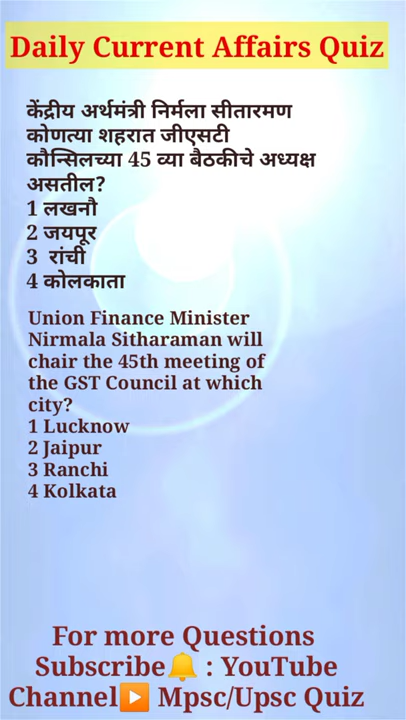 Daily Current Affairs Quiz
केंद्रीय अर्थमंत्री निर्मला सीतारमण
कोणत्या शहरात जीएसटी
कौन्सिलच्या 45 व्या बैठकीचे अध्यक्ष
असतील?
1 लखनौ
2 जयपूर
3 रांची
4 कोलकाता
Union Finance Minister
Nirmala Sitharaman will
chair the 45th meeting of
the GST Council at which
city?
1 Lucknow
2 Jaipur
3 Ranchi
4 Kolkata
For more Questions
Subscribe🔔 : YouTube
Channel▶️ Mpsc/Upsc Quiz